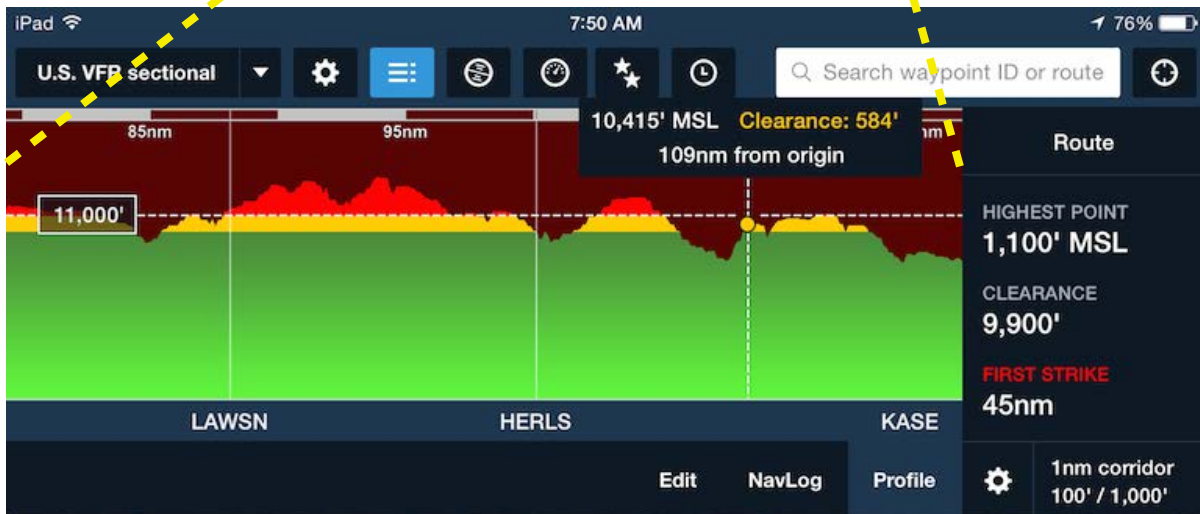 iPad 7:50 AM 76%
U.S. VFR sectional Search waypoint ID or route
85nm 95nm nm
10,415' MSL Clearance: 584'
109nm from origin
11,000'
Route
HIGHEST POINT
1,100' MSL
CLEARANCE
9,900'
FIRST STRIKE
45nm
LAWSN HERLS KASE
Edit NavLog Profile
1nm corridor
100' / 1,000'